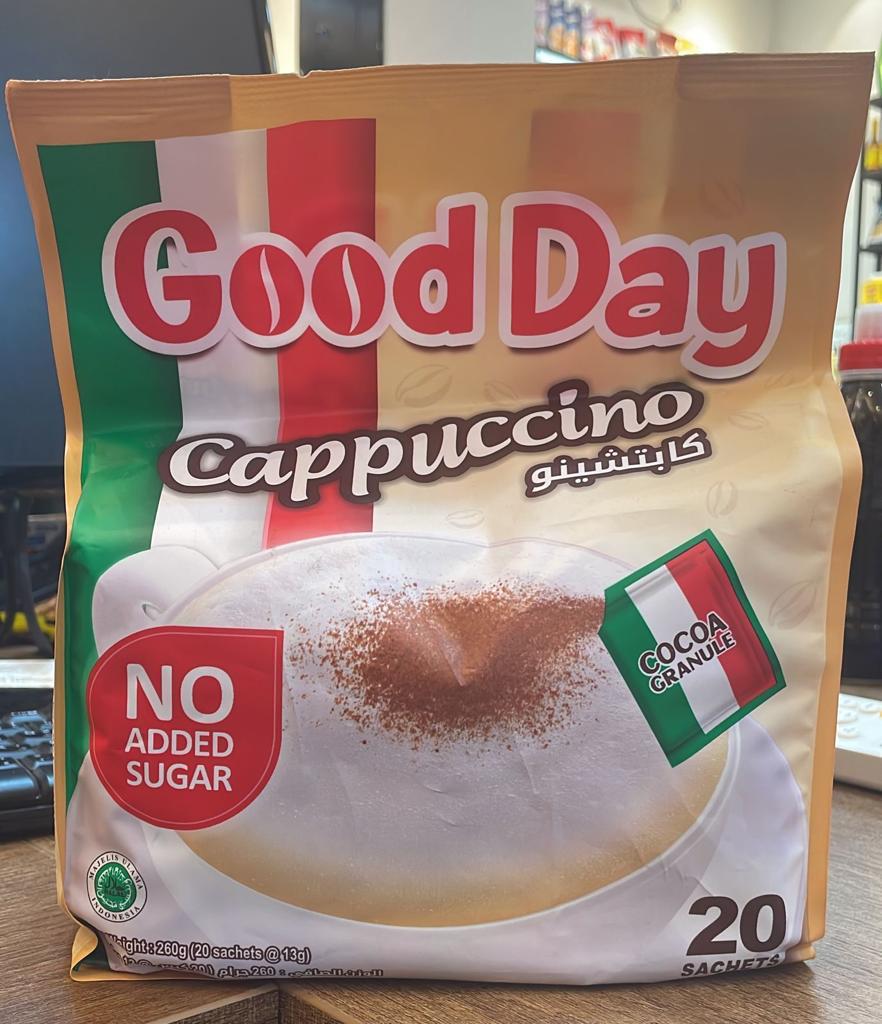 Good Day
Cappuccino
كابتشينو
COCOA
GRANULE
NO
ADDED
SUGAR
MAJELIS ULAMA
INDONESIA
: 260g (20 sachets @ 13g)
الوزن الصافي : 260 جرام (20
20
SACHETS